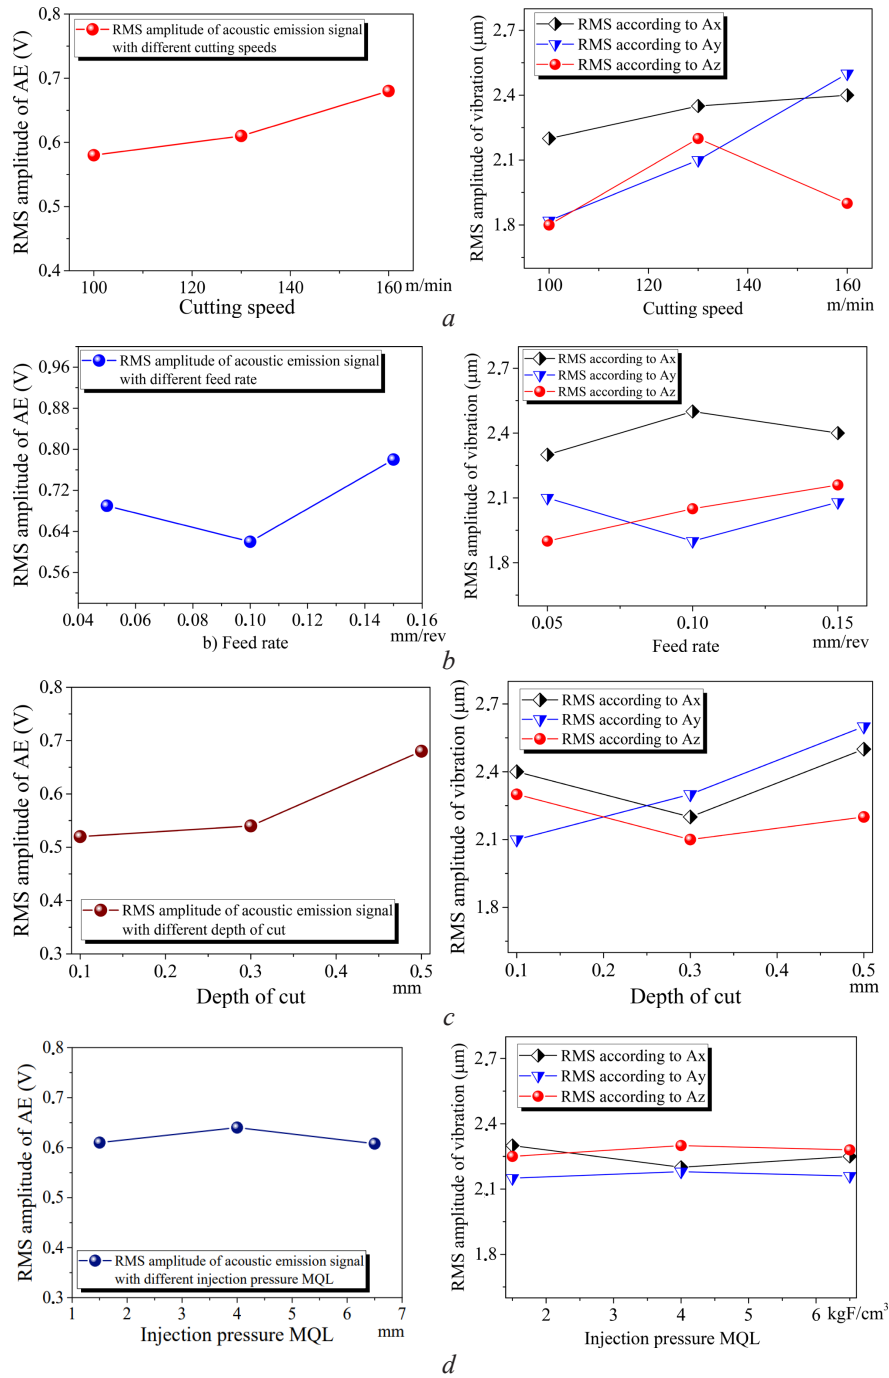 RMS amplitude of AE (V)
0.8
0.7
0.6
0.5
0.4
RMS amplitude of acoustic emission signal
with different cutting speeds
100
120
140
160
m/min
Cutting speed
RMS amplitude of vibration (μm)
2.7
2.4
2.1
1.8
RMS according to Ax
RMS according to Ay
RMS according to Az
100
120
140
160
Cutting speed
m/min
a
RMS amplitude of AE (V)
0.96
0.88
0.80
0.72
0.64
0.56
RMS amplitude of acoustic emission signal
with different feed rate
0.04
0.06
0.08
0.10
0.12
0.14
0.16
b) Feed rate
mm/rev
RMS amplitude of vibration (μm)
2.7
2.4
2.1
1.8
RMS according to Ax
RMS according to Ay
RMS according to Az
0.05
0.10
0.15
Feed rate
mm/rev
b
RMS amplitude of AE (V)
0.8
0.7
0.6
0.5
0.4
0.3
RMS amplitude of acoustic emission signal
with different depth of cut
0.1
0.2
0.3
0.4
0.5
Depth of cut
mm
RMS amplitude of vibration (μm)
2.7
2.4
2.1
1.8
RMS according to Ax
RMS according to Ay
RMS according to Az
0.1
0.2
0.3
0.4
0.5
Depth of cut
mm
c
RMS amplitude of AE (V)
0.8
0.7
0.6
0.5
0.4
0.3
RMS amplitude of acoustic emission signal
with different injection pressure MQL
1
2
3
4
5
6
7
Injection pressure MQL
mm
RMS amplitude of vibration (μm)
2.7
2.4
2.1
1.8
RMS according to Ax
RMS according to Ay
RMS according to Az
2
4
6
kgF/cm³
Injection pressure MQL
d